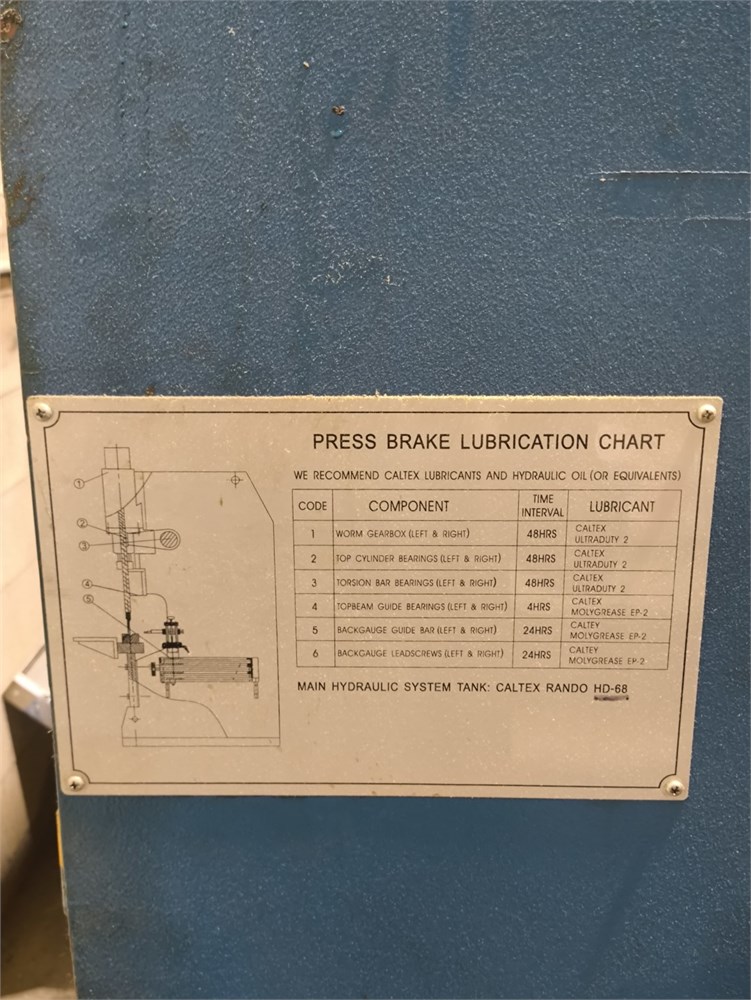 PRESS BRAKE LUBRICATION CHART
WE RECOMMEND CALTEX LUBRICANTS AND HYDRAULIC OIL (OR EQUIVALENTS)
CODE COMPONENT TIME INTERVAL LUBRICANT
1 WORM GEARBOX (LEFT & RIGHT) 48HRS CALTEX ULTRADUTY 2
2 TOP CYLINDER BEARINGS (LEFT & RIGHT) 48HRS CALTEX ULTRADUTY 2
3 TORSION BAR BEARINGS (LEFT & RIGHT) 48HRS CALTEX ULTRADUTY 2
4 TOPBEAM GUIDE BEARINGS (LEFT & RIGHT) 4HRS CALTEX MOLYGREASE EP-2
5 BACKGAUGE GUIDE BAR (LEFT & RIGHT) 24HRS CALTEY MOLYGREASE EP-2
6 BACKGAUGE LEADSCREWS (LEFT & RIGHT) 24HRS CALTEY MOLYGREASE EP-2
MAIN HYDRAULIC SYSTEM TANK: CALTEX RANDO HD-68
1
2
3
4
5